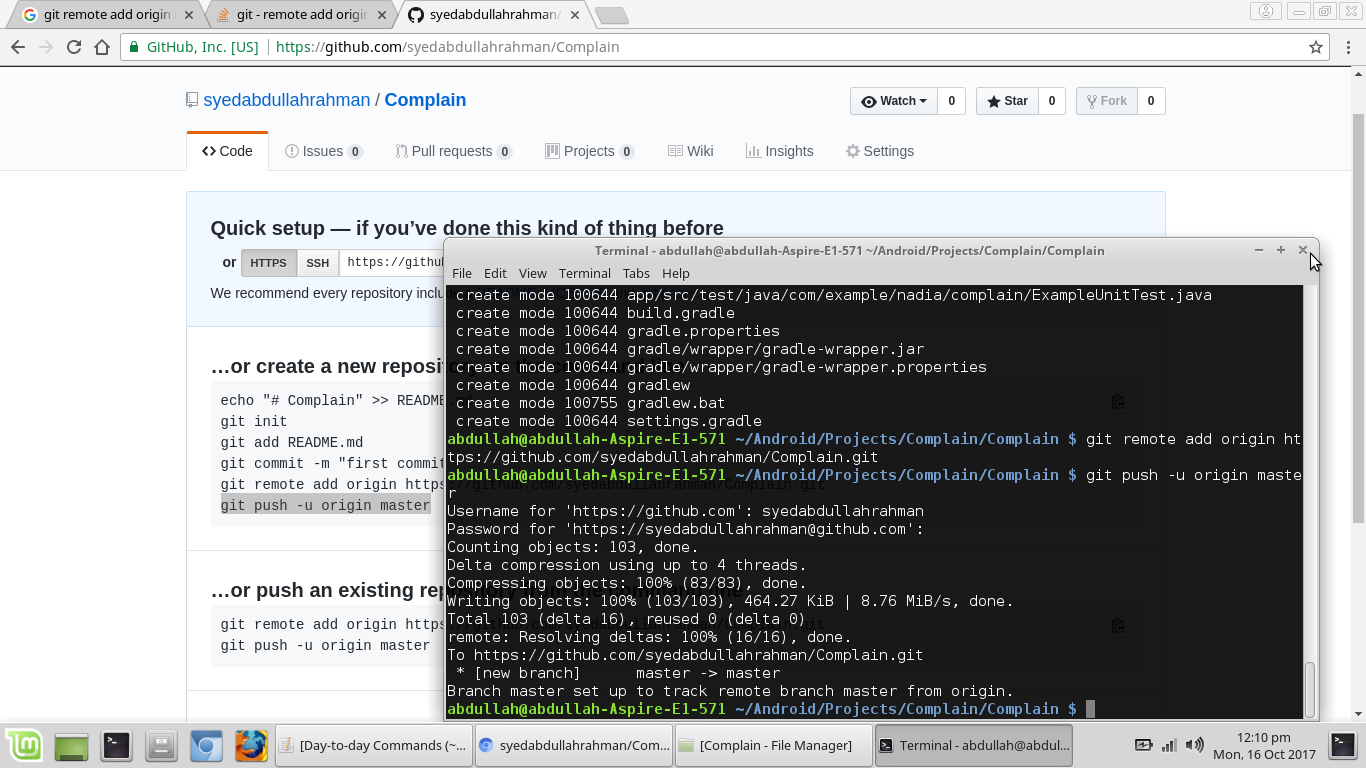 git remote add origin
git - remote add origin
syedabdullahrahman/
GitHub, Inc. [US] https://github.com/syedabdullahrahman/Complain
syedabdullahrahman / Complain
Watch 0 Star 0 Fork 0
Code Issues 0 Pull requests 0 Projects 0 Wiki Insights Settings
Quick setup — if you’ve done this kind of thing before
or HTTPS SSH https://githu
We recommend every repository inclu
…or create a new reposi
echo "# Complain" >> README
git init
git add README.md
git commit -m "first commit
git remote add origin https://github.com/syedabdullahrahman/Complain.git
git push -u origin master
…or push an existing repository from the command line
git remote add origin https
git push -u origin master
Terminal - abdullah@abdullah-Aspire-E1-571 ~/Android/Projects/Complain/Complain
File Edit View Terminal Tabs Help
create mode 100644 app/src/test/java/com/example/nadia/complain/ExampleUnitTest.java
create mode 100644 build.gradle
create mode 100644 gradle.properties
create mode 100644 gradle/wrapper/gradle-wrapper.jar
create mode 100644 gradle/wrapper/gradle-wrapper.properties
create mode 100644 gradlew
create mode 100755 gradlew.bat
create mode 100644 settings.gradle
abdullah@abdullah-Aspire-E1-571 ~/Android/Projects/Complain/Complain $ git remote add origin ht
tps://github.com/syedabdullahrahman/Complain.git
abdullah@abdullah-Aspire-E1-571 ~/Android/Projects/Complain/Complain $ git push -u origin maste
r
Username for 'https://github.com': syedabdullahrahman
Password for 'https://syedabdullahrahman@github.com':
Counting objects: 103, done.
Delta compression using up to 4 threads.
Compressing objects: 100% (83/83), done.
Writing objects: 100% (103/103), 464.27 KiB | 8.76 MiB/s, done.
Total 103 (delta 16), reused 0 (delta 0)
remote: Resolving deltas: 100% (16/16), done.
To https://github.com/syedabdullahrahman/Complain.git
* [new branch] master -> master
Branch master set up to track remote branch master from origin.
abdullah@abdullah-Aspire-E1-571 ~/Android/Projects/Complain/Complain $
[Day-to-day Commands (~...
syedabdullahrahman/Com...
[Complain - File Manager]
Terminal - abdullah@abdul...
12:10 pm
Mon, 16 Oct 2017